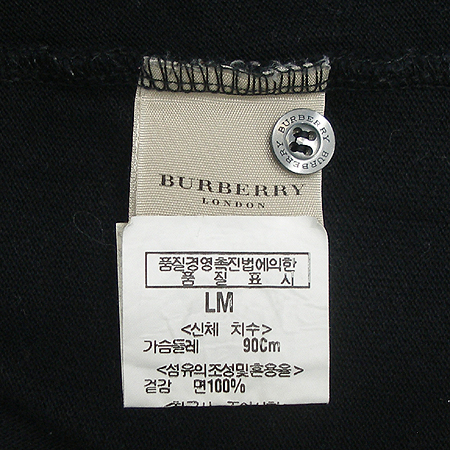 BURBERRY BURBERRY
BURBERRY
LONDON
품질경영촉진법에의한
품 질 표 시
LM
<신체 치수>
가슴둘레 90Cm
<섬유의조성및혼용율>
겉감 면100%